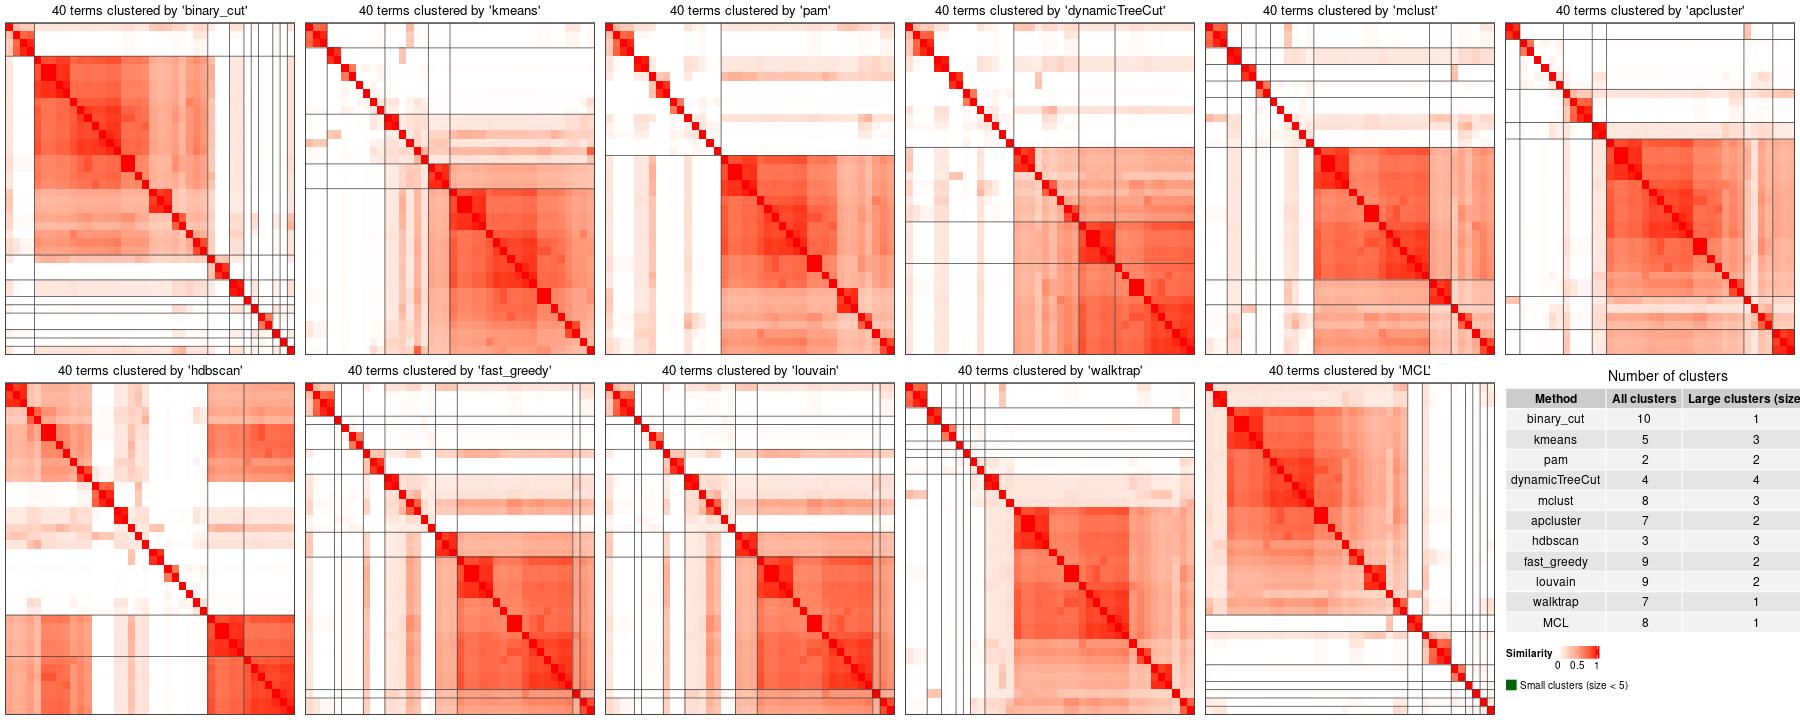 40 terms clustered by 'binary_cut'
40 terms clustered by 'kmeans'
40 terms clustered by 'pam'
40 terms clustered by 'dynamicTreeCut'
40 terms clustered by 'mclust'
40 terms clustered by 'apcluster'
40 terms clustered by 'hdbscan'
40 terms clustered by 'fast_greedy'
40 terms clustered by 'louvain'
40 terms clustered by 'walktrap'
40 terms clustered by 'MCL'
Number of clusters
Method All clusters Large clusters (size
binary_cut 10 1
kmeans 5 3
pam 2 2
dynamicTreeCut 4 4
mclust 8 3
apcluster 7 2
hdbscan 3 3
fast_greedy 9 2
louvain 9 2
walktrap 7 1
MCL 8 1
Similarity
0 0.5 1
Small clusters (size < 5)